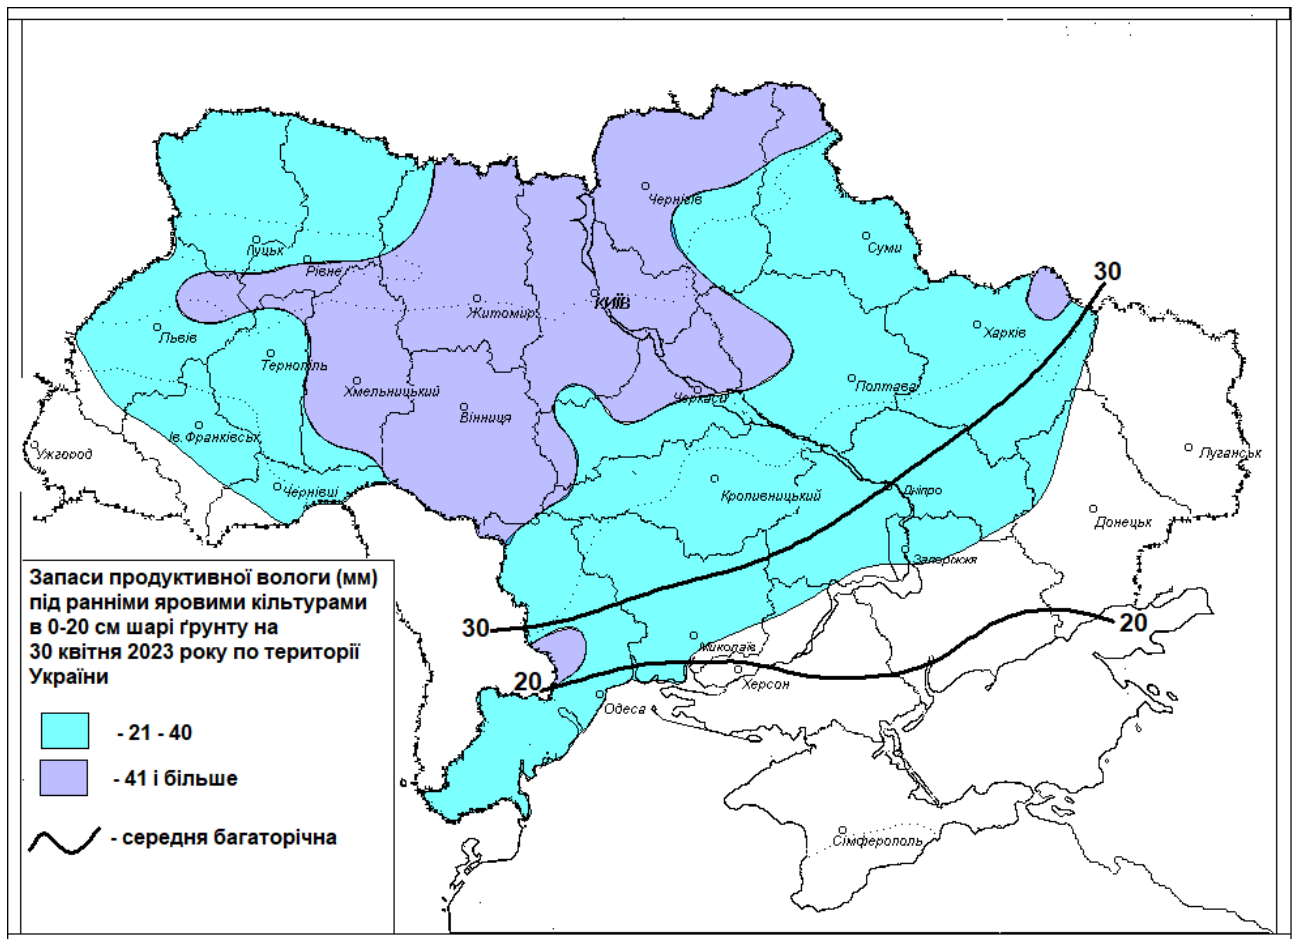 Чернігів
Суми
Луцьк
Рівне
30
Житомир
КИЇВ
Харків
Львів
Тернопіль
Хмельницький
Полтава
Черкаси
Вінниця
Ів. Франківськ
Ужгород
Луганськ
Чернівці
Кропивницький
Дніпро
Донецьк
Запоріжжя
30
20
Миколаїв
20
Херсон
Одеса
Сімферополь
Запаси продуктивної вологи (мм)
під ранніми яровими кільтурами
в 0-20 см шарі ґрунту на
30 квітня 2023 року по території
України
- 21 - 40
- 41 і більше
- середня багаторічна